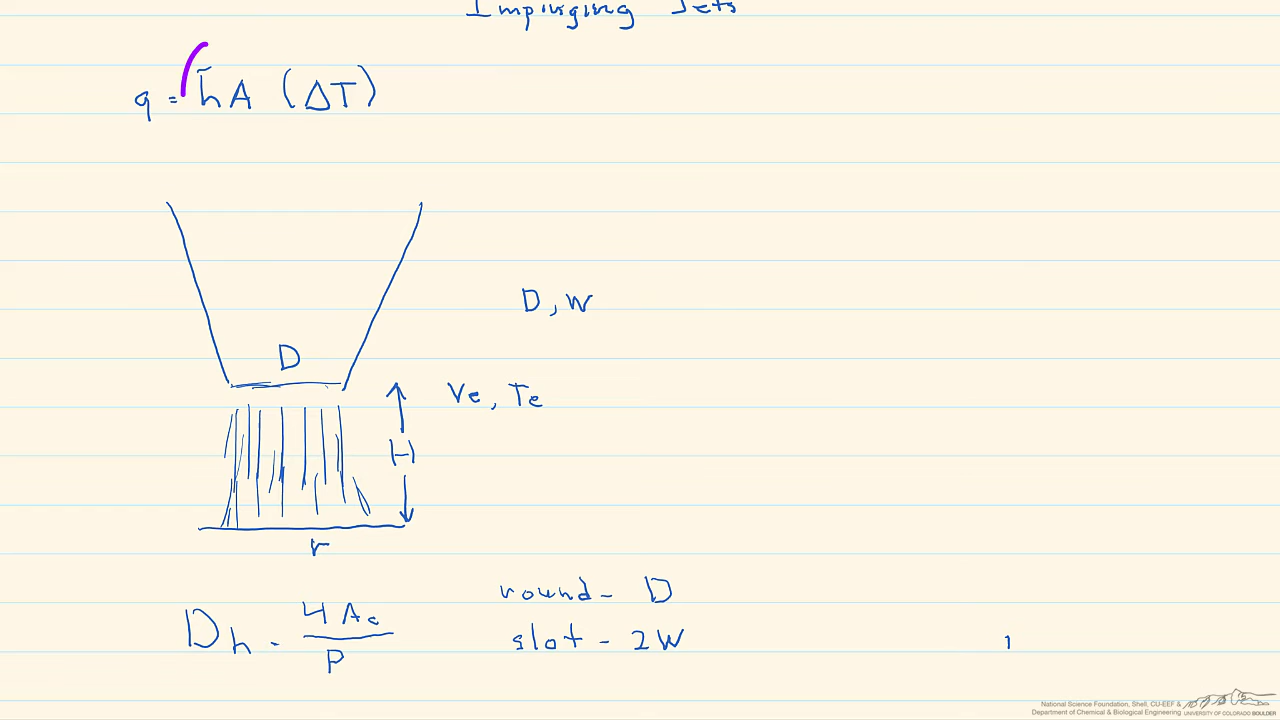 Impinging Jets
q = h̄A (ΔT)
D
D, W
Ve, Te
H
r
Dh = 4Ac / P
round - D
slot - 2W
1
National Science Foundation, Shell, CU-EEF &
Department of Chemical & Biological Engineering UNIVERSITY OF COLORADO BOULDER